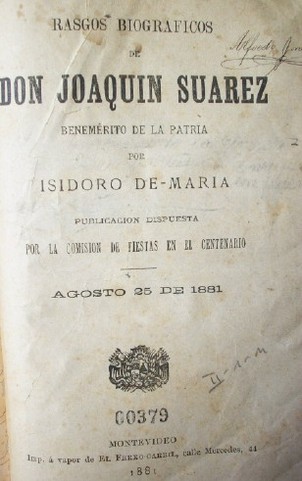 RASGOS BIOGRAFICOS
DE
DON JOAQUIN SUAREZ
BENEMÉRITO DE LA PATRIA
POR
ISIDORO DE-MARIA
PUBLICACION DISPUESTA
POR LA COMISION DE FIESTAS EN EL CENTENARIO
AGOSTO 25 DE 1881
00379
MONTEVIDEO
Imp. á vapor de EL FERRO-CARRIL, calle Mercedes, 44
1881